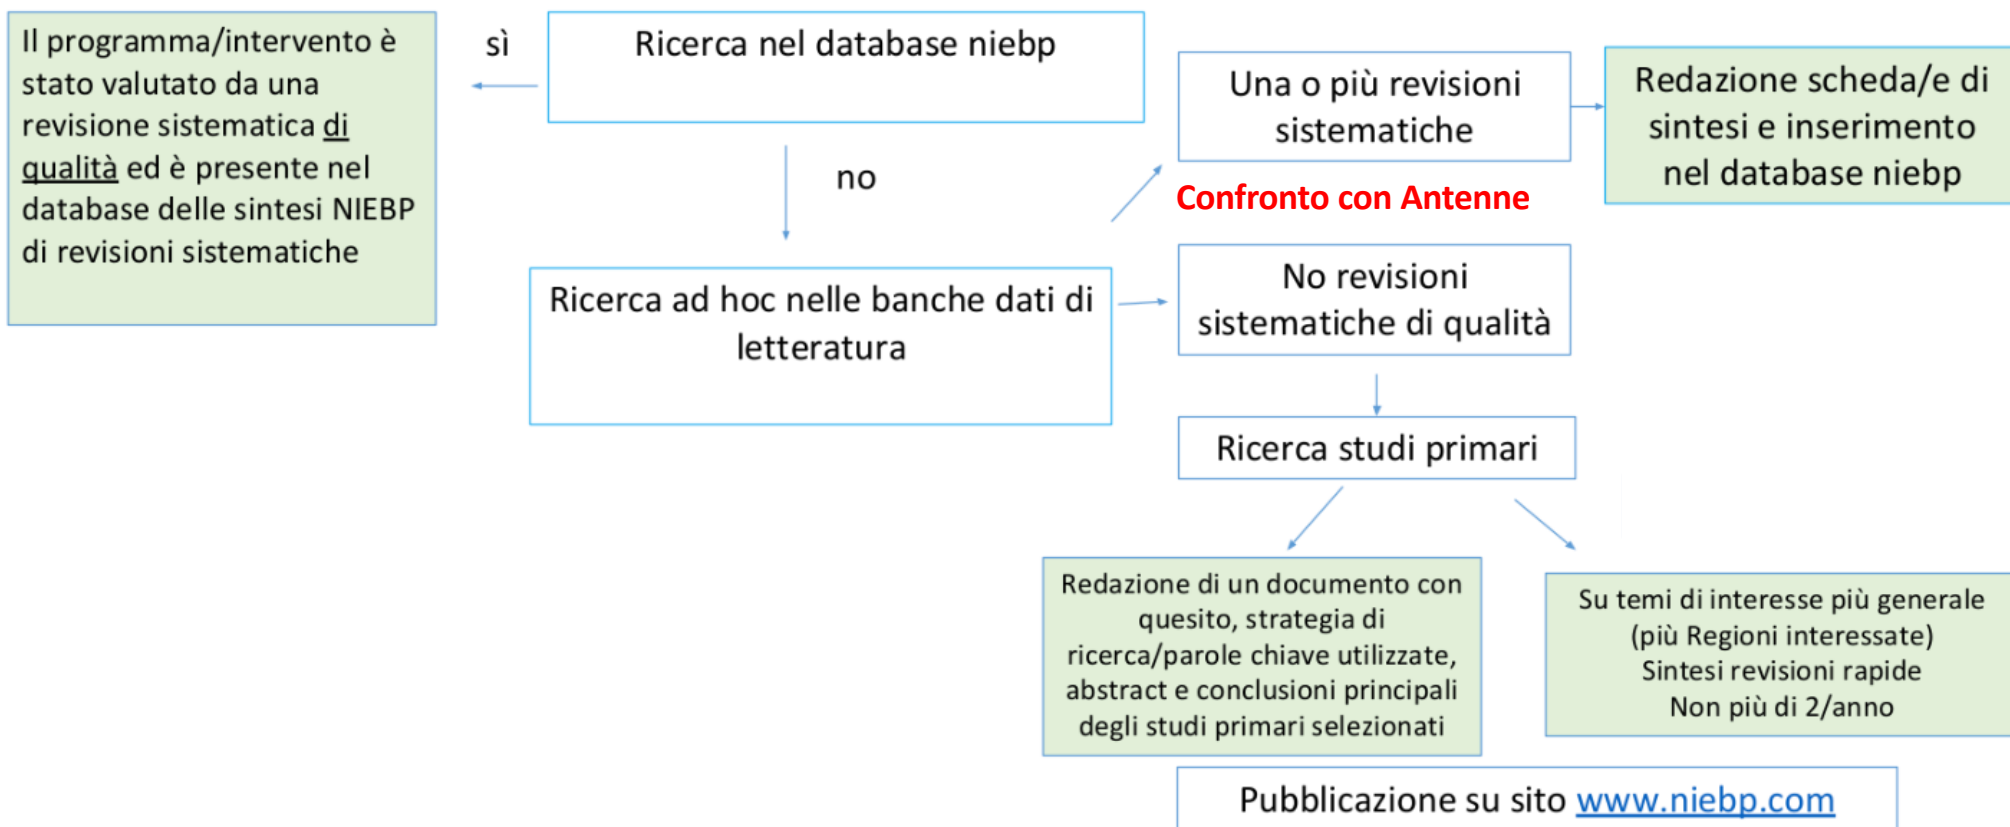 Il programma/intervento è
stato valutato da una
revisione sistematica di
qualità ed è presente nel
database delle sintesi NIEBP
di revisioni sistematiche
sì
Ricerca nel database niebp
no
Ricerca ad hoc nelle banche dati di
letteratura
Una o più revisioni
sistematiche
Redazione scheda/e di
sintesi e inserimento
nel database niebp
Confronto con Antenne
No revisioni
sistematiche di qualità
Ricerca studi primari
Redazione di un documento con
quesito, strategia di
ricerca/parole chiave utilizzate,
abstract e conclusioni principali
degli studi primari selezionati
Su temi di interesse più generale
(più Regioni interessate)
Sintesi revisioni rapide
Non più di 2/anno
Pubblicazione su sito www.niebp.com